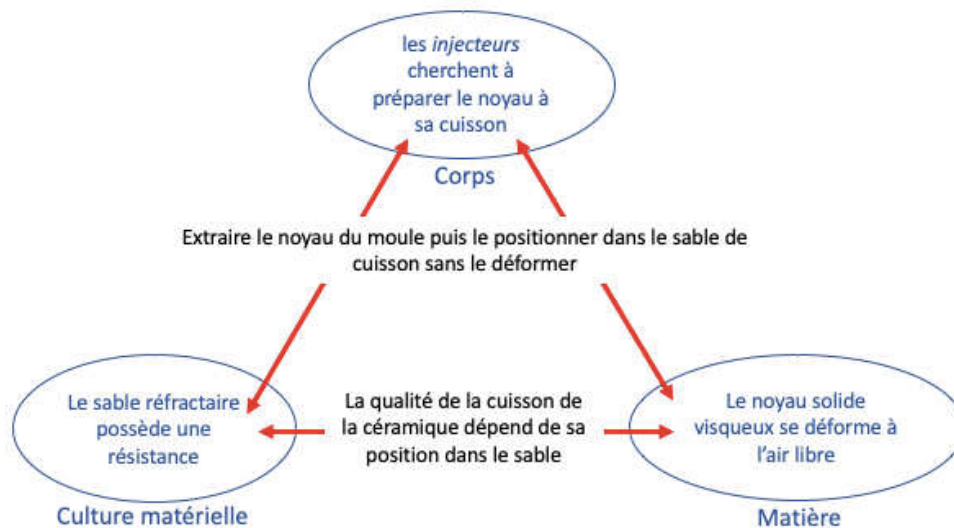 les injecteurs
cherchent à
préparer le noyau à
sa cuisson
Corps
Extraire le noyau du moule puis le positionner dans le sable de
cuisson sans le déformer
Le sable réfractaire
possède une
résistance
La qualité de la cuisson de
la céramique dépend de sa
position dans le sable
Le noyau solide
visqueux se déforme à
l'air libre
Culture matérielle
Matière